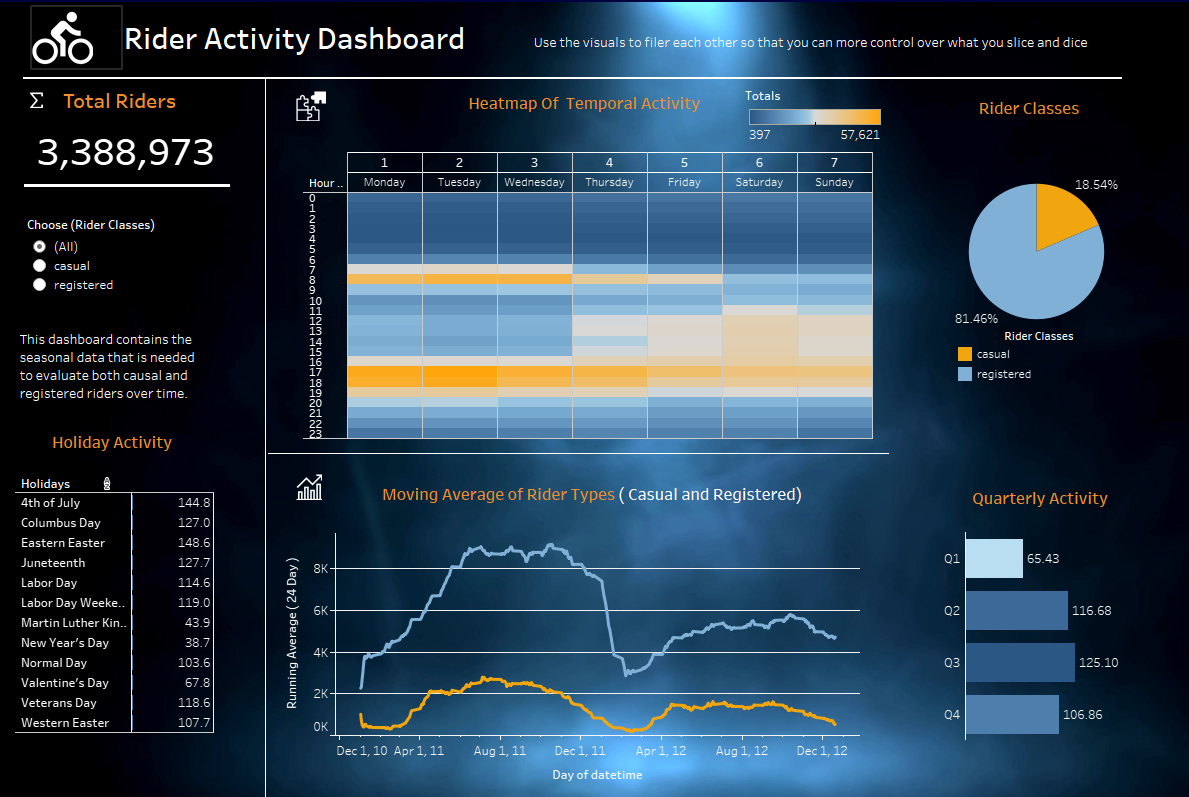 Rider Activity Dashboard
Use the visuals to filer each other so that you can more control over what you slice and dice
Σ Total Riders
3,388,973
Choose (Rider Classes)
(All)
casual
registered
This dashboard contains the
seasonal data that is needed
to evaluate both causal and
registered riders over time.
Holiday Activity
Holidays
4th of July 144.8
Columbus Day 127.0
Eastern Easter 148.6
Juneteenth 127.7
Labor Day 114.6
Labor Day Weeke.. 119.0
Martin Luther Kin.. 43.9
New Year's Day 38.7
Normal Day 103.6
Valentine's Day 67.8
Veterans Day 118.6
Western Easter 107.7
Heatmap Of Temporal Activity
Totals
397 57,621
1 2 3 4 5 6 7
Hour .. Monday Tuesday Wednesday Thursday Friday Saturday Sunday
0
1
2
3
4
5
6
7
8
9
10
11
12
13
14
15
16
17
18
19
20
21
22
23
Rider Classes
18.54%
81.46%
Rider Classes
casual
registered
Moving Average of Rider Types ( Casual and Registered)
Running Average ( 24 Day )
8K
6K
4K
2K
0K
Dec 1, 10 Apr 1, 11 Aug 1, 11 Dec 1, 11 Apr 1, 12 Aug 1, 12 Dec 1, 12
Day of datetime
Quarterly Activity
Q1 65.43
Q2 116.68
Q3 125.10
Q4 106.86